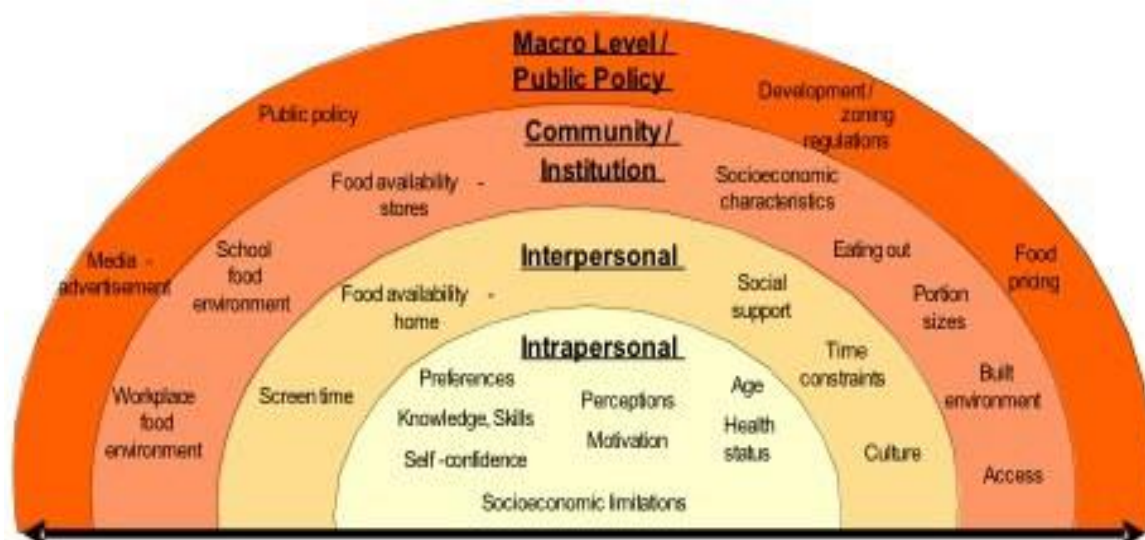 Macro Level /
Public Policy
Public policy
Development /
zoning
regulations
Media -
advertisement
Food
pricing
Community /
Institution
Food availability -
stores
Socioeconomic
characteristics
School
food
environment
Eating out
Portion
sizes
Workplace
food
environment
Built
environment
Access
Interpersonal
Food availability -
home
Social
support
Screen time
Time
constraints
Culture
Intrapersonal
Preferences
Knowledge, Skills
Self -confidence
Perceptions
Motivation
Age
Health
status
Socioeconomic limitations